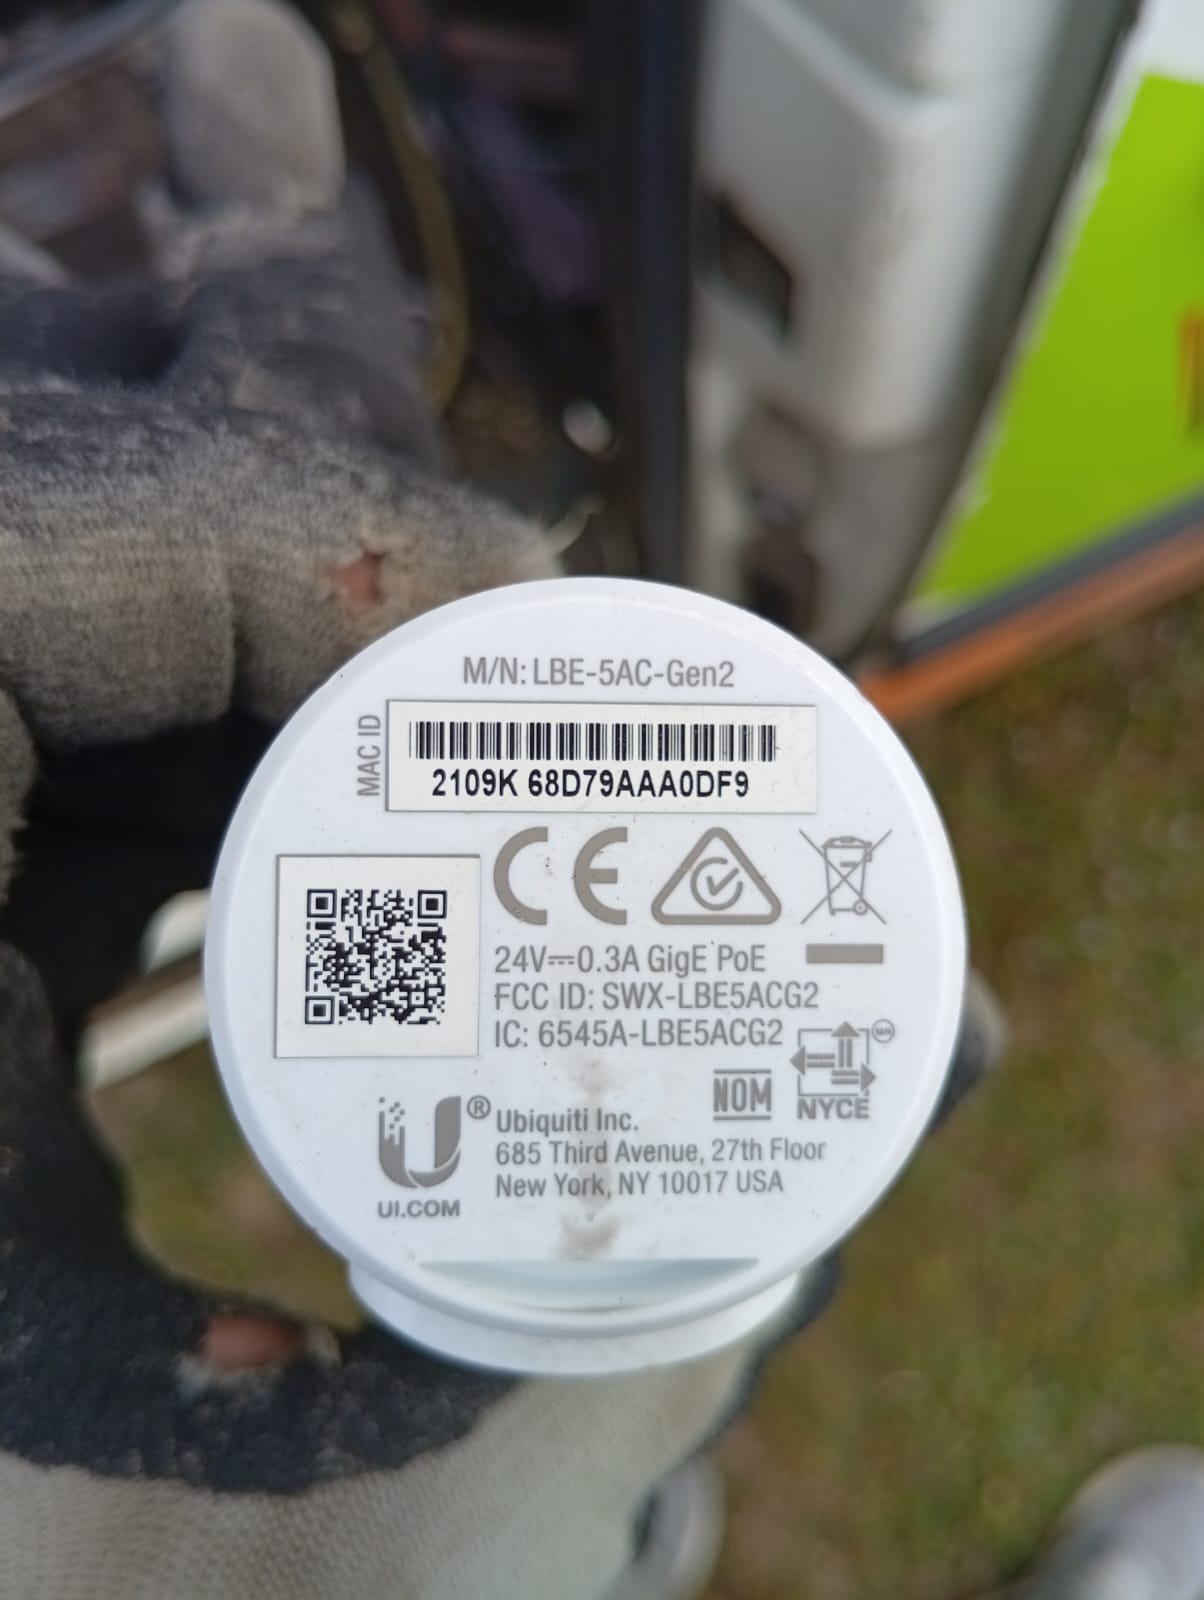 M/N: LBE-5AC-Gen2
MAC ID
2109K 68D79AAA0DF9
CE
24V⎓0.3A GigE PoE
FCC ID: SWX-LBE5ACG2
IC: 6545A-LBE5ACG2
NOM
NYCE
U®
UI.COM
Ubiquiti Inc.
685 Third Avenue, 27th Floor
New York, NY 10017 USA